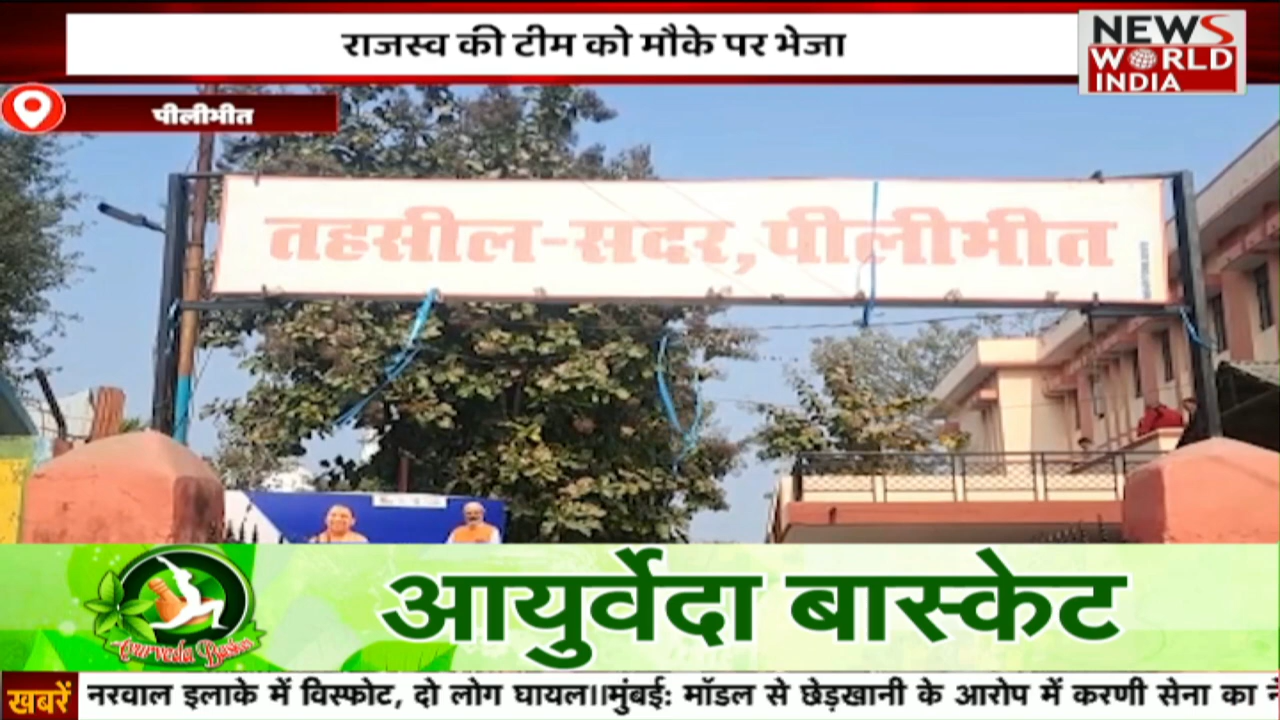 राजस्व की टीम को मौके पर भेजा
NEWS
WORLD
INDIA
पीलीभीत
तहसील-सदर, पीलीभीत
आयुर्वेदा बास्केट
Ayurveda Basket
खबरें
नरवाल इलाके में विस्फोट, दो लोग घायल।।मुंबई: मॉडल से छेड़खानी के आरोप में करणी सेना का